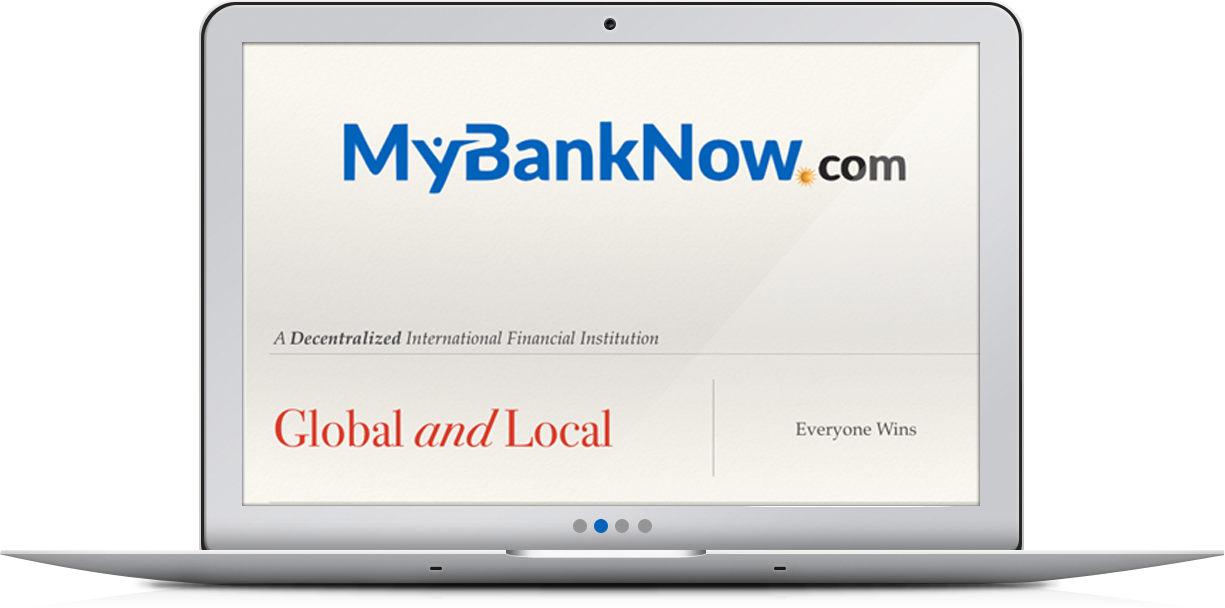 MyBankNow.com
A Decentralized International Financial Institution
Global and Local
Everyone Wins